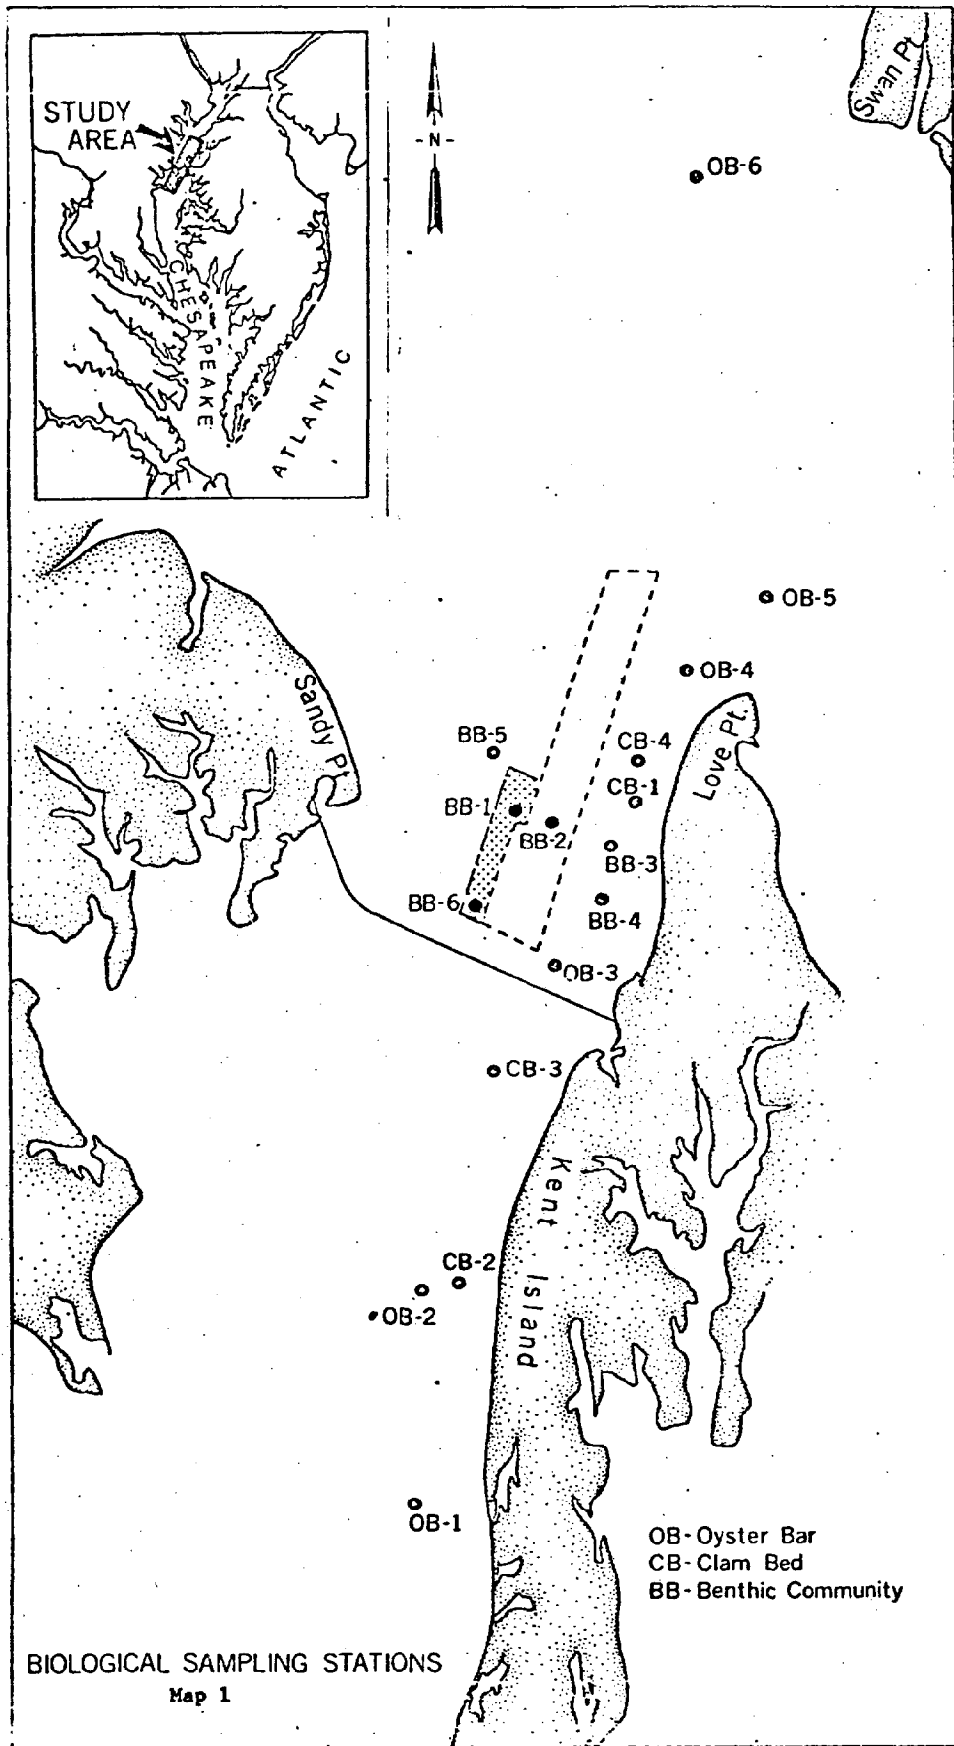 STUDY
AREA
CHESAPEAKE
ATLANTIC
-N-
Swan Pt.
OB-6
OB-5
OB-4
Sandy Pt.
Love Pt.
BB-5
CB-4
CB-1
BB-1
BB-2
BB-3
BB-6
BB-4
OB-3
CB-3
Kent Island
CB-2
OB-2
OB-1
OB-Oyster Bar
CB-Clam Bed
BB-Benthic Community
BIOLOGICAL SAMPLING STATIONS
Map 1